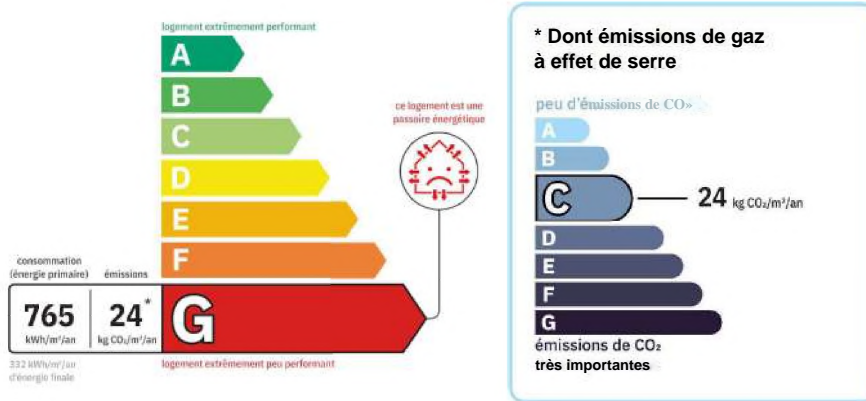 logement extrêmement performant
A
B
C
D
E
F
G
ce logement est une
passoire énergétique
consommation
(énergie primaire)
émissions
765
kWh/m²/an
24*
kg CO₂/m²/an
332 kWh/m²/an
d'énergie finale
logement extrêmement peu performant
* Dont émissions de gaz
à effet de serre
peu d'émissions de CO»
A
B
C
24 kg CO₂/m²/an
D
E
F
G
émissions de CO₂
très importantes